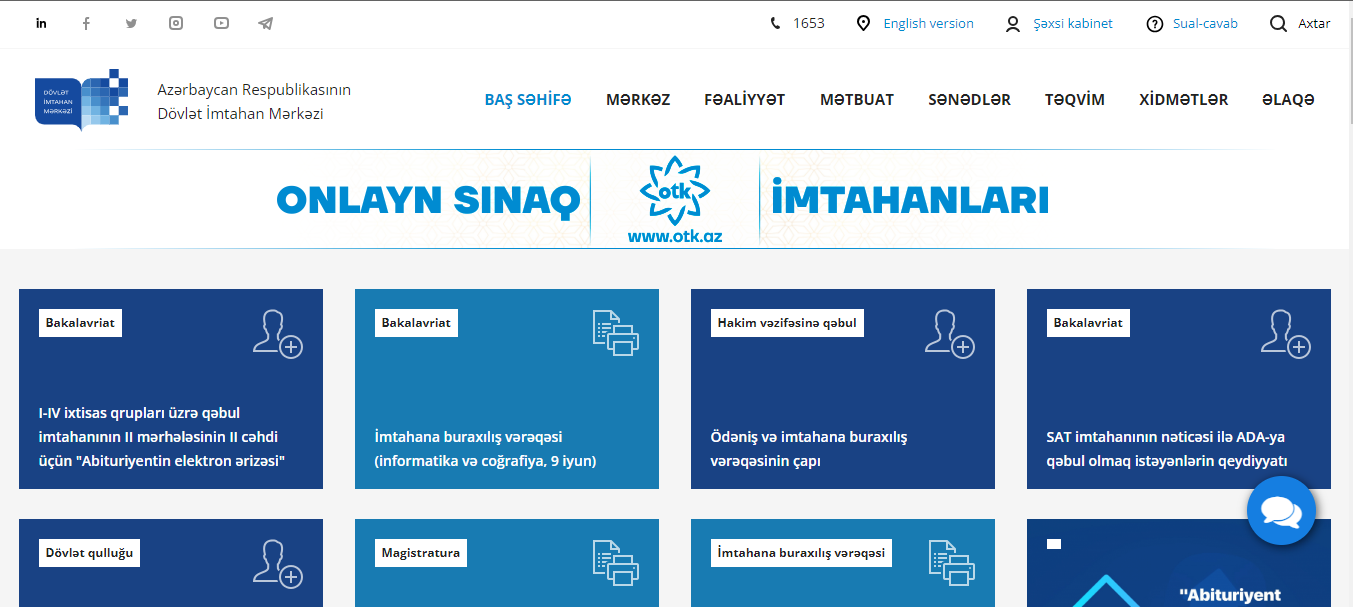 in
1653
English version
Şəxsi kabinet
Sual-cavab
Axtar
DÖVLƏT
İMTAHAN
MƏRKƏZİ
Azərbaycan Respublikasının
Dövlət İmtahan Mərkəzi
BAŞ SƏHİFƏ
MƏRKƏZ
FƏALİYYƏT
MƏTBUAT
SƏNƏDLƏR
TƏQVİM
XİDMƏTLƏR
ƏLAQƏ
ONLAYN SINAQ
otk
www.otk.az
İMTAHANLARI
Bakalavriat
I-IV ixtisas qrupları üzrə qəbul
imtahanının II mərhələsinin II cəhdi
üçün "Abituriyentin elektron ərizəsi"
Bakalavriat
İmtahana buraxılış vərəqəsi
(informatika və coğrafiya, 9 iyun)
Hakim vəzifəsinə qəbul
Ödəniş və imtahana buraxılış
vərəqəsinin çapı
Bakalavriat
SAT imtahanının nəticəsi ilə ADA-ya
qəbul olmaq istəyənlərin qeydiyyatı
Dövlət qulluğu
Magistratura
İmtahana buraxılış vərəqəsi
"Abituriyent